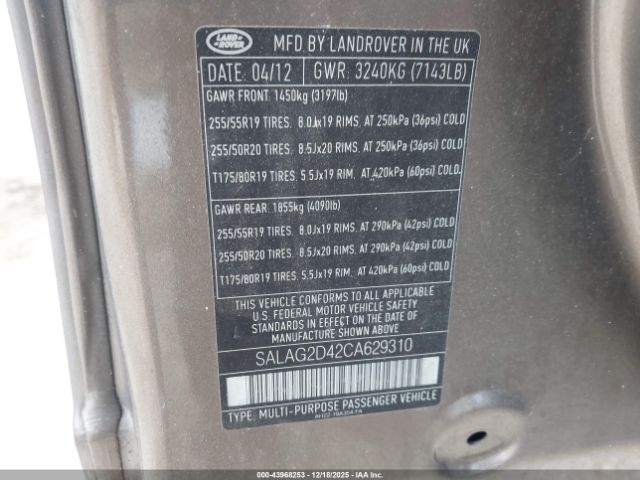 LAND ROVER
MFD BY LANDROVER IN THE UK
DATE: 04/12 GWR: 3240KG (7143LB)
GAWR FRONT: 1450kg (3197lb)
255/55R19 TIRES. 8.0Jx19 RIMS. AT 250kPa (36psi) COLD
255/50R20 TIRES. 8.5Jx20 RIMS. AT 250kPa (36psi) COLD
T175/80R19 TIRES. 5.5Jx19 RIM. AT 420kPa (60psi) COLD.
GAWR REAR: 1855kg (4090lb)
255/55R19 TIRES. 8.0Jx19 RIMS. AT 290kPa (42psi) COLD
255/50R20 TIRES. 8.5Jx20 RIMS. AT 290kPa (42psi) COLD
T175/80R19 TIRES. 5.5Jx19 RIM. AT 420kPa (60psi) COLD
THIS VEHICLE CONFORMS TO ALL APPLICABLE
U.S. FEDERAL MOTOR VEHICLE SAFETY
STANDARDS IN EFFECT ON THE DATE OF
MANUFACTURE SHOWN ABOVE
SALAG2D42CA629310
TYPE: MULTI-PURPOSE PASSENGER VEHICLE
AH22-19A354-FA
000-43968253 • 12/18/2025 • IAAI.com